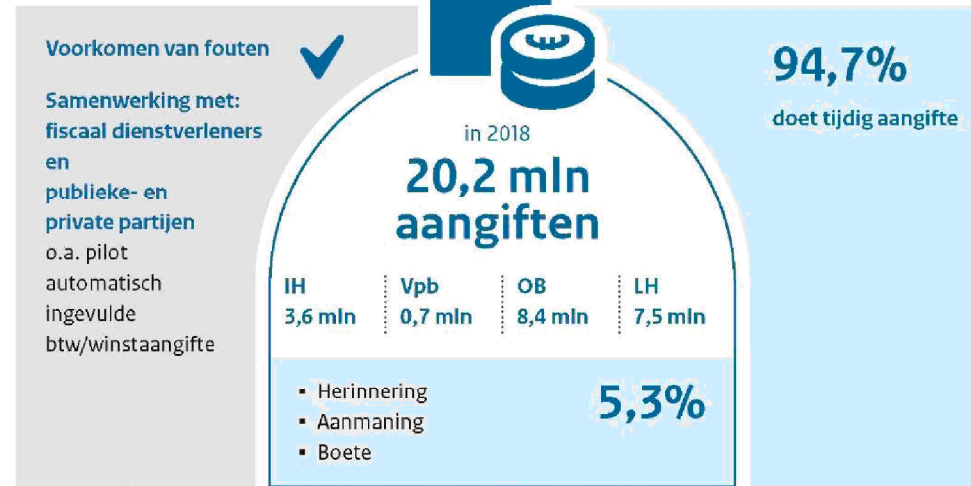 Voorkomen van fouten
Samenwerking met:
fiscaal dienstverleners
en
publieke- en
private partijen
o.a. pilot
automatisch
ingevulde
btw/winstaangifte
in 2018
20,2 mln
aangiften
IH
3,6 mln
Vpb
0,7 mln
OB
8,4 mln
LH
7,5 mln
▪ Herinnering
▪ Aanmaning
▪ Boete
5,3%
94,7%
doet tijdig aangifte